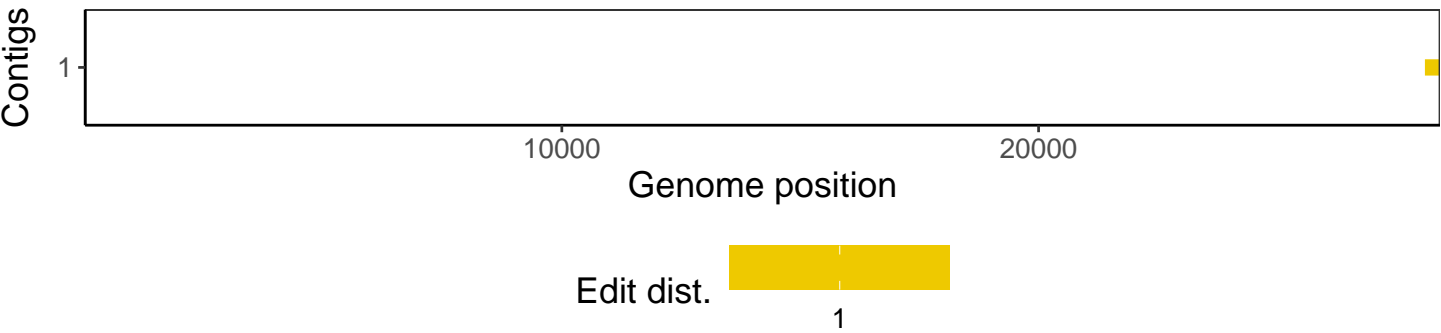 Contigs
1
10000 20000
Genome position
Edit dist.
1